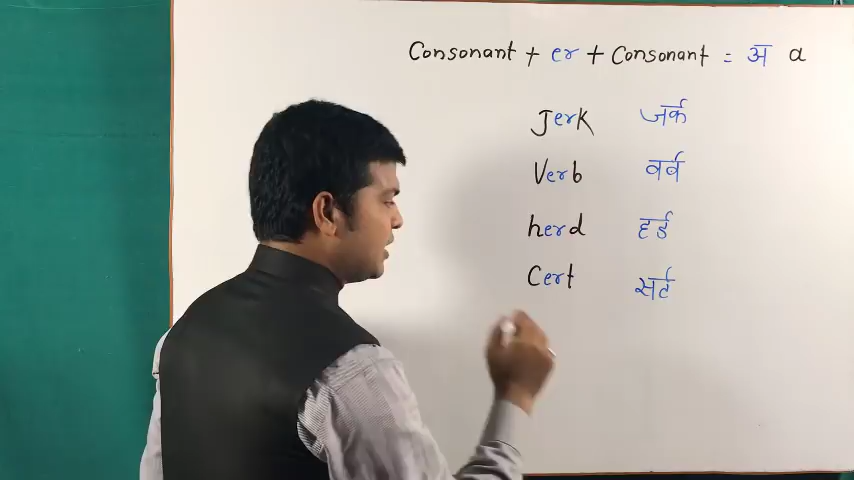 Consonant + er + Consonant = अ a
Jerk जर्क
Verb वर्व
herd हर्ड
Cert सर्ट